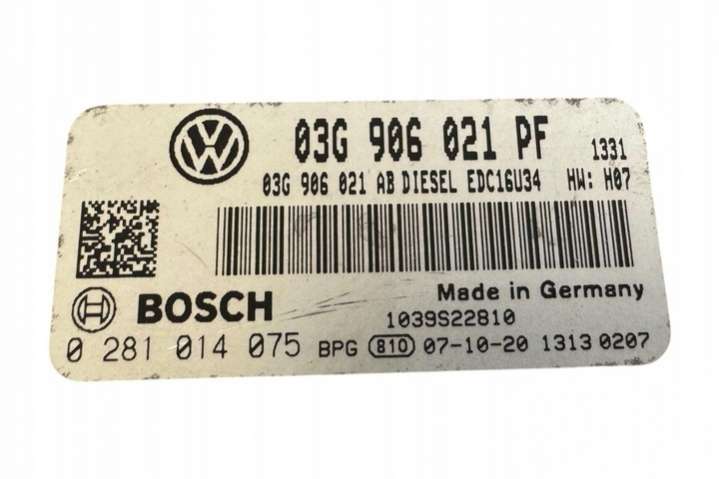 03G 906 021 PF 1331
03G 906 021 AB DIESEL EDC16U34 HW: H07
BOSCH Made in Germany
1039S22810
0 281 014 075 BPG 810 07-10-20 1313 0207